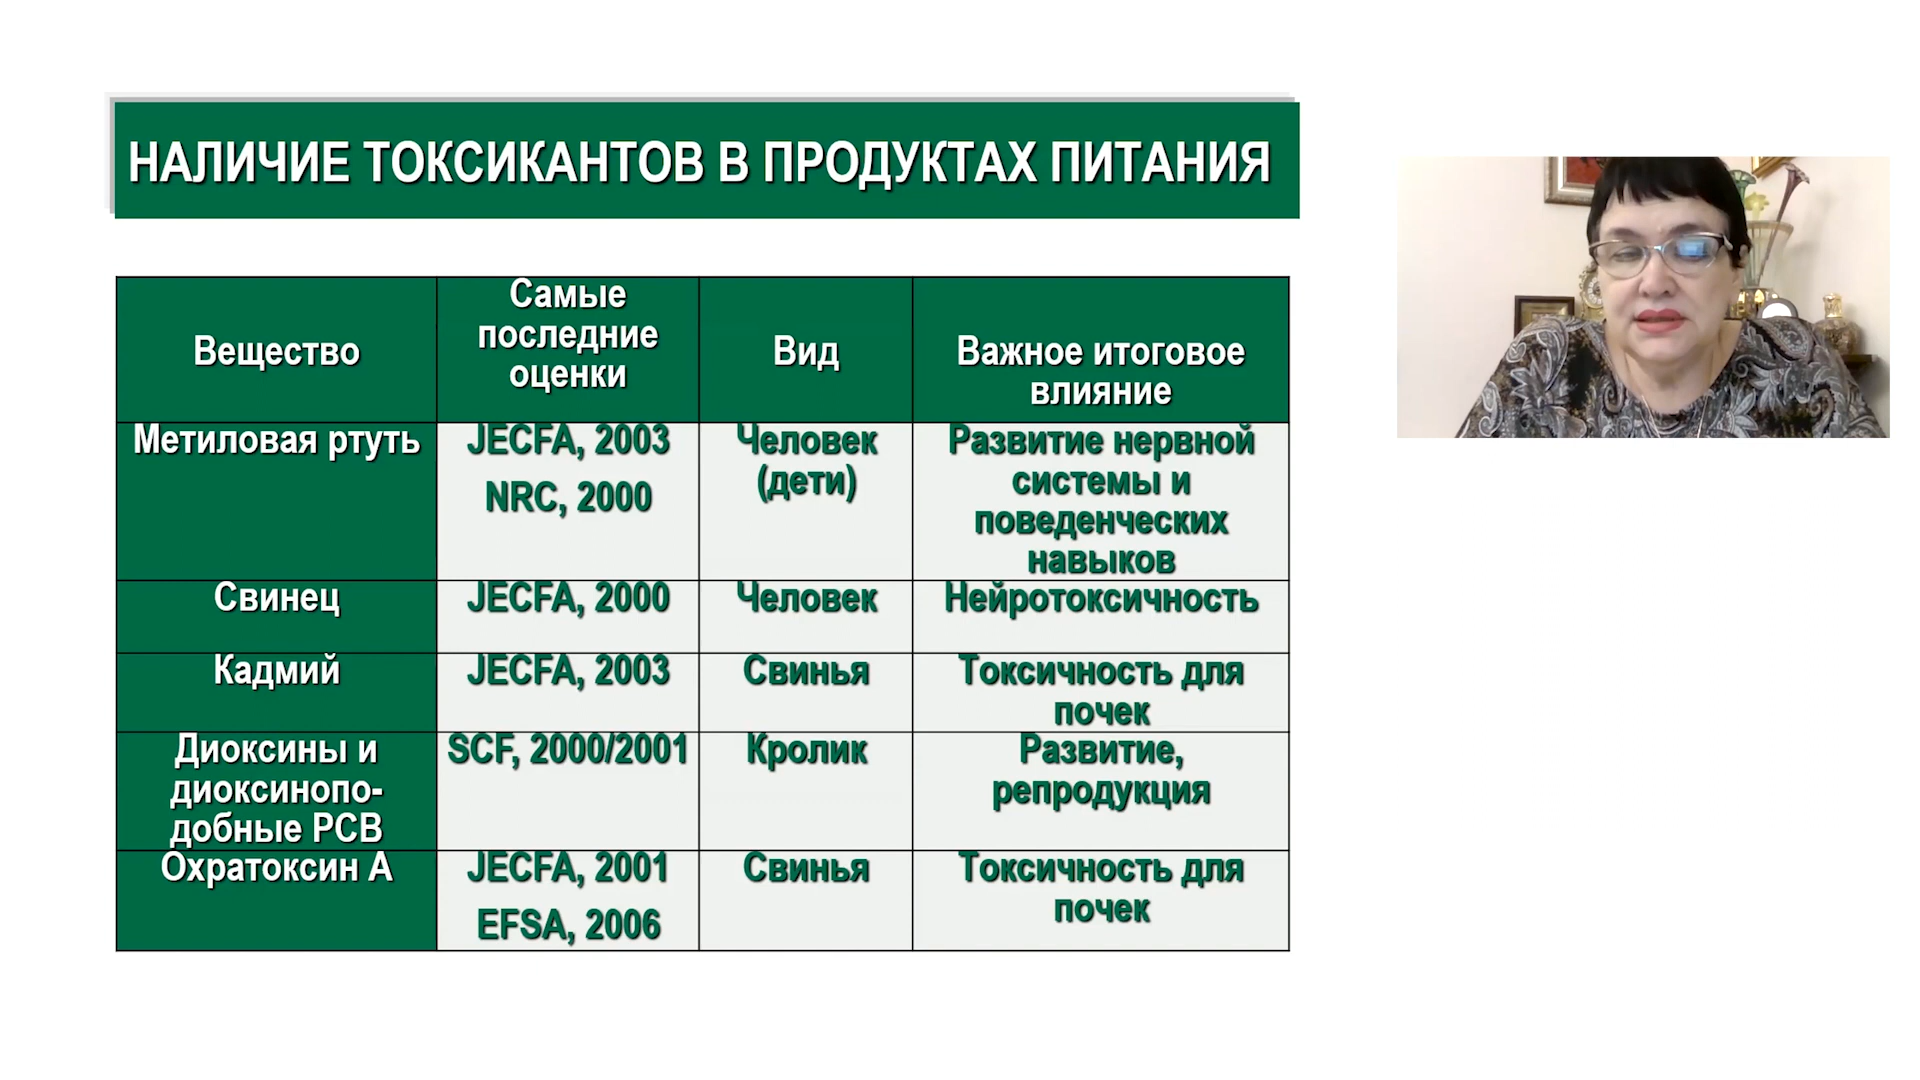 НАЛИЧИЕ ТОКСИКАНТОВ В ПРОДУКТАХ ПИТАНИЯ
Вещество
Самые
последние
оценки
Вид
Важное итоговое
влияние
Метиловая ртуть
JECFA, 2003
NRC, 2000
Человек
(дети)
Развитие нервной
системы и
поведенческих
навыков
Свинец
JECFA, 2000
Человек
Нейротоксичность
Кадмий
JECFA, 2003
Свинья
Токсичность для
почек
Диоксины и
диоксинопо-
добные PCB
SCF, 2000/2001
Кролик
Развитие,
репродукция
Охратоксин А
JECFA, 2001
EFSA, 2006
Свинья
Токсичность для
почек